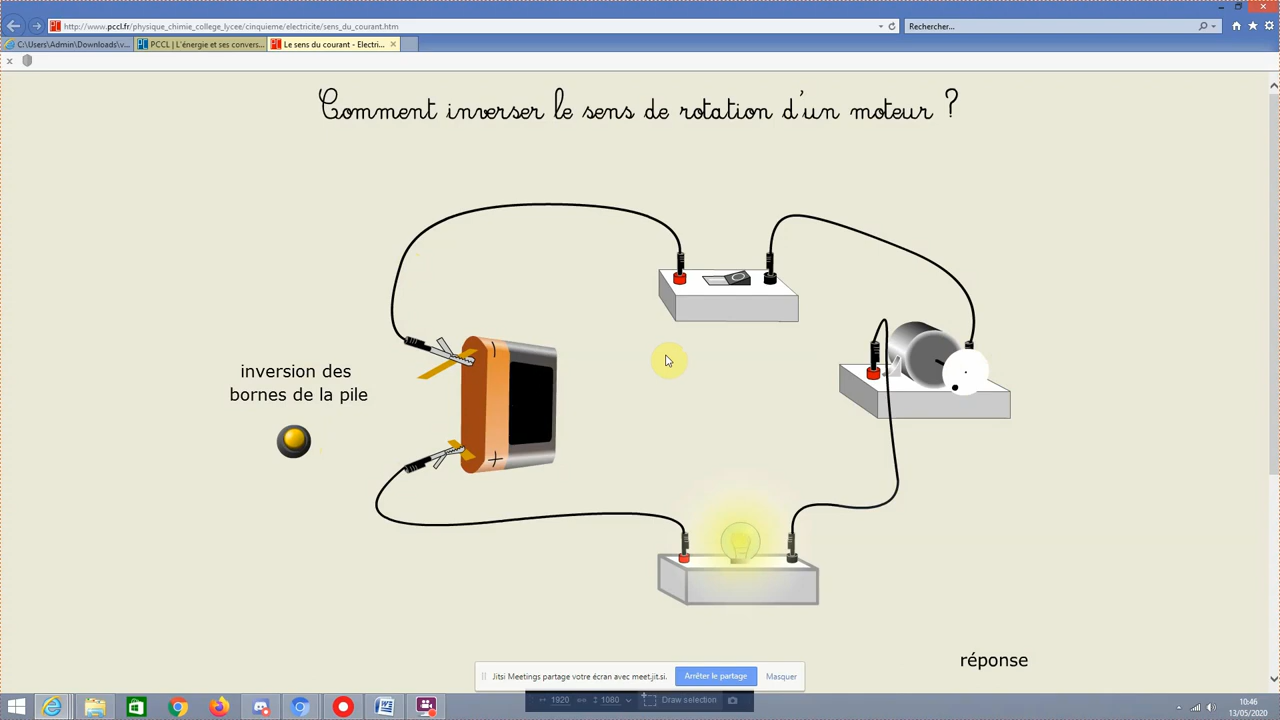 http://www.pccl.fr/physique_chimie_college_lycee/cinquieme/electricite/sens_du_courant.htm
Rechercher...
C:\Users\Admin\Downloads\v...
PCCL | L'énergie et ses convers...
Le sens du courant - Electri...
Comment inverser le sens de rotation d'un moteur ?
inversion des
bornes de la pile
réponse
Jitsi Meetings partage votre écran avec meet.jit.si.
Arrêter le partage
Masquer
1920
1080
Draw selection
10:46
13/05/2020